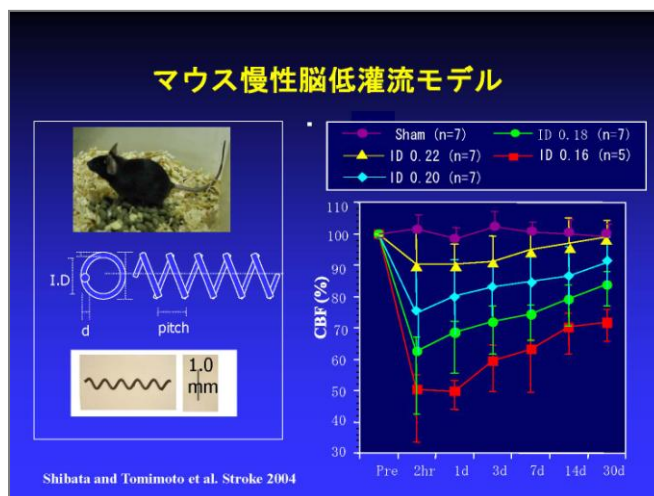 マウス慢性脳低灌流モデル
Sham (n=7)
ID 0.18 (n=7)
ID 0.22 (n=7)
ID 0.16 (n=5)
ID 0.20 (n=7)
I.D
d
pitch
1.0
mm
CBF(%)
110
100
90
80
70
60
50
40
30
Pre 2hr 1d 3d 7d 14d 30d
Shibata and Tomimoto et al. Stroke 2004